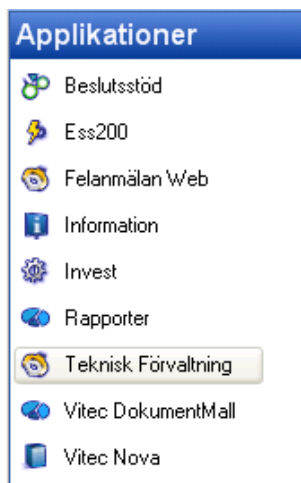 Applikationer
Beslutsstöd
Ess200
Felanmälan Web
Information
Invest
Rapporter
Teknisk Förvaltning
Vitec DokumentMall
Vitec Nova